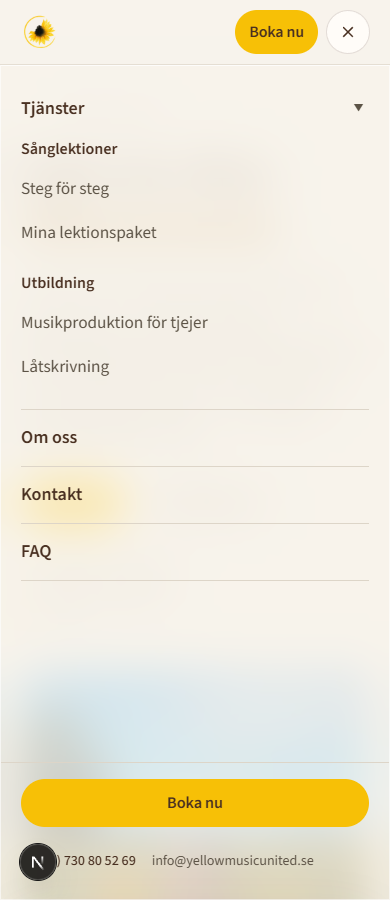 Boka nu
Tjänster
Sånglektioner
Steg för steg
Mina lektionspaket
Utbildning
Musikproduktion för tjejer
Låtskrivning
Om oss
Kontakt
FAQ
Boka nu
N ) 730 80 52 69 info@yellowmusicunited.se